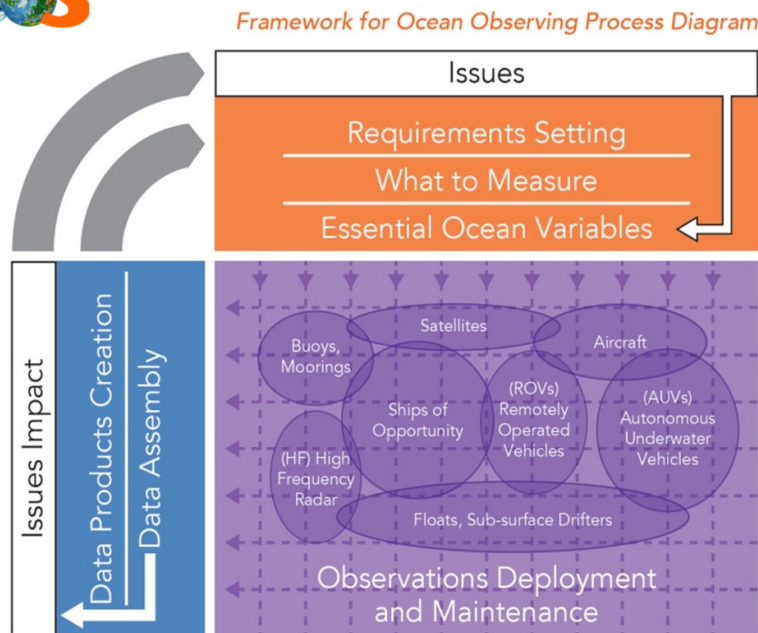 S
Framework for Ocean Observing Process Diagram
Issues
Requirements Setting
What to Measure
Essential Ocean Variables
Issues Impact
Data Products Creation
Data Assembly
Satellites
Aircraft
Buoys,
Moorings
Ships of
Opportunity
(ROVs)
Remotely
Operated
Vehicles
(AUVs)
Autonomous
Underwater
Vehicles
(HF) High
Frequency
Radar
Floats, Sub-surface Drifters
Observations Deployment
and Maintenance